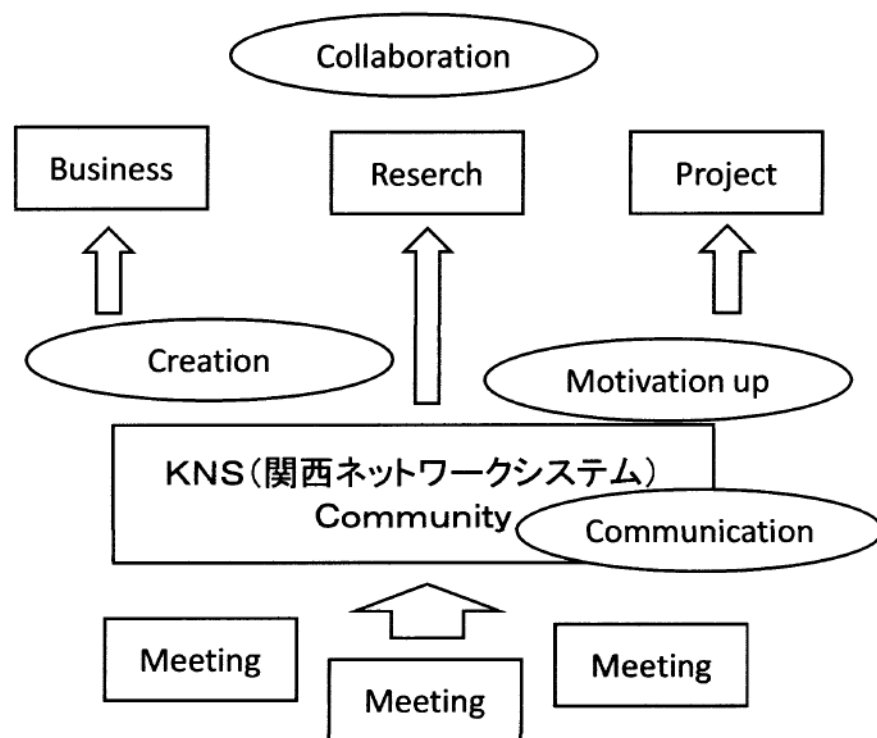 Collaboration
Business
Reserch
Project
Creation
Motivation up
KNS(関西ネットワークシステム)
Community
Communication
Meeting
Meeting
Meeting